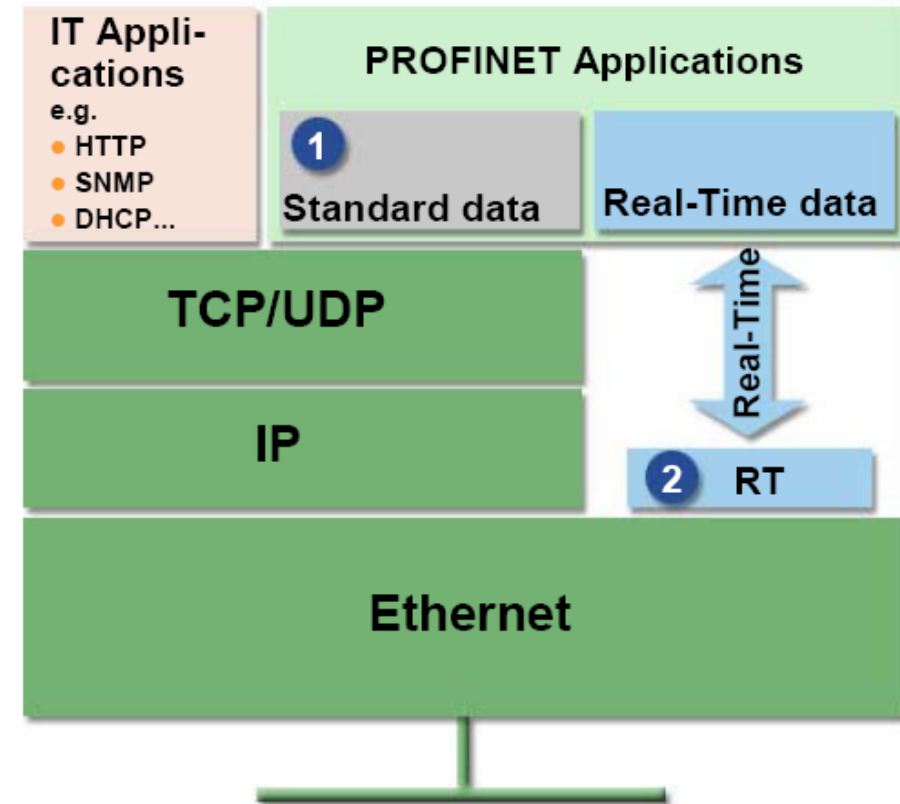 IT Appli-
cations
e.g.
• HTTP
• SNMP
• DHCP...
PROFINET Applications
1
Standard data
Real-Time data
TCP/UDP
Real-Time
IP
2 RT
Ethernet